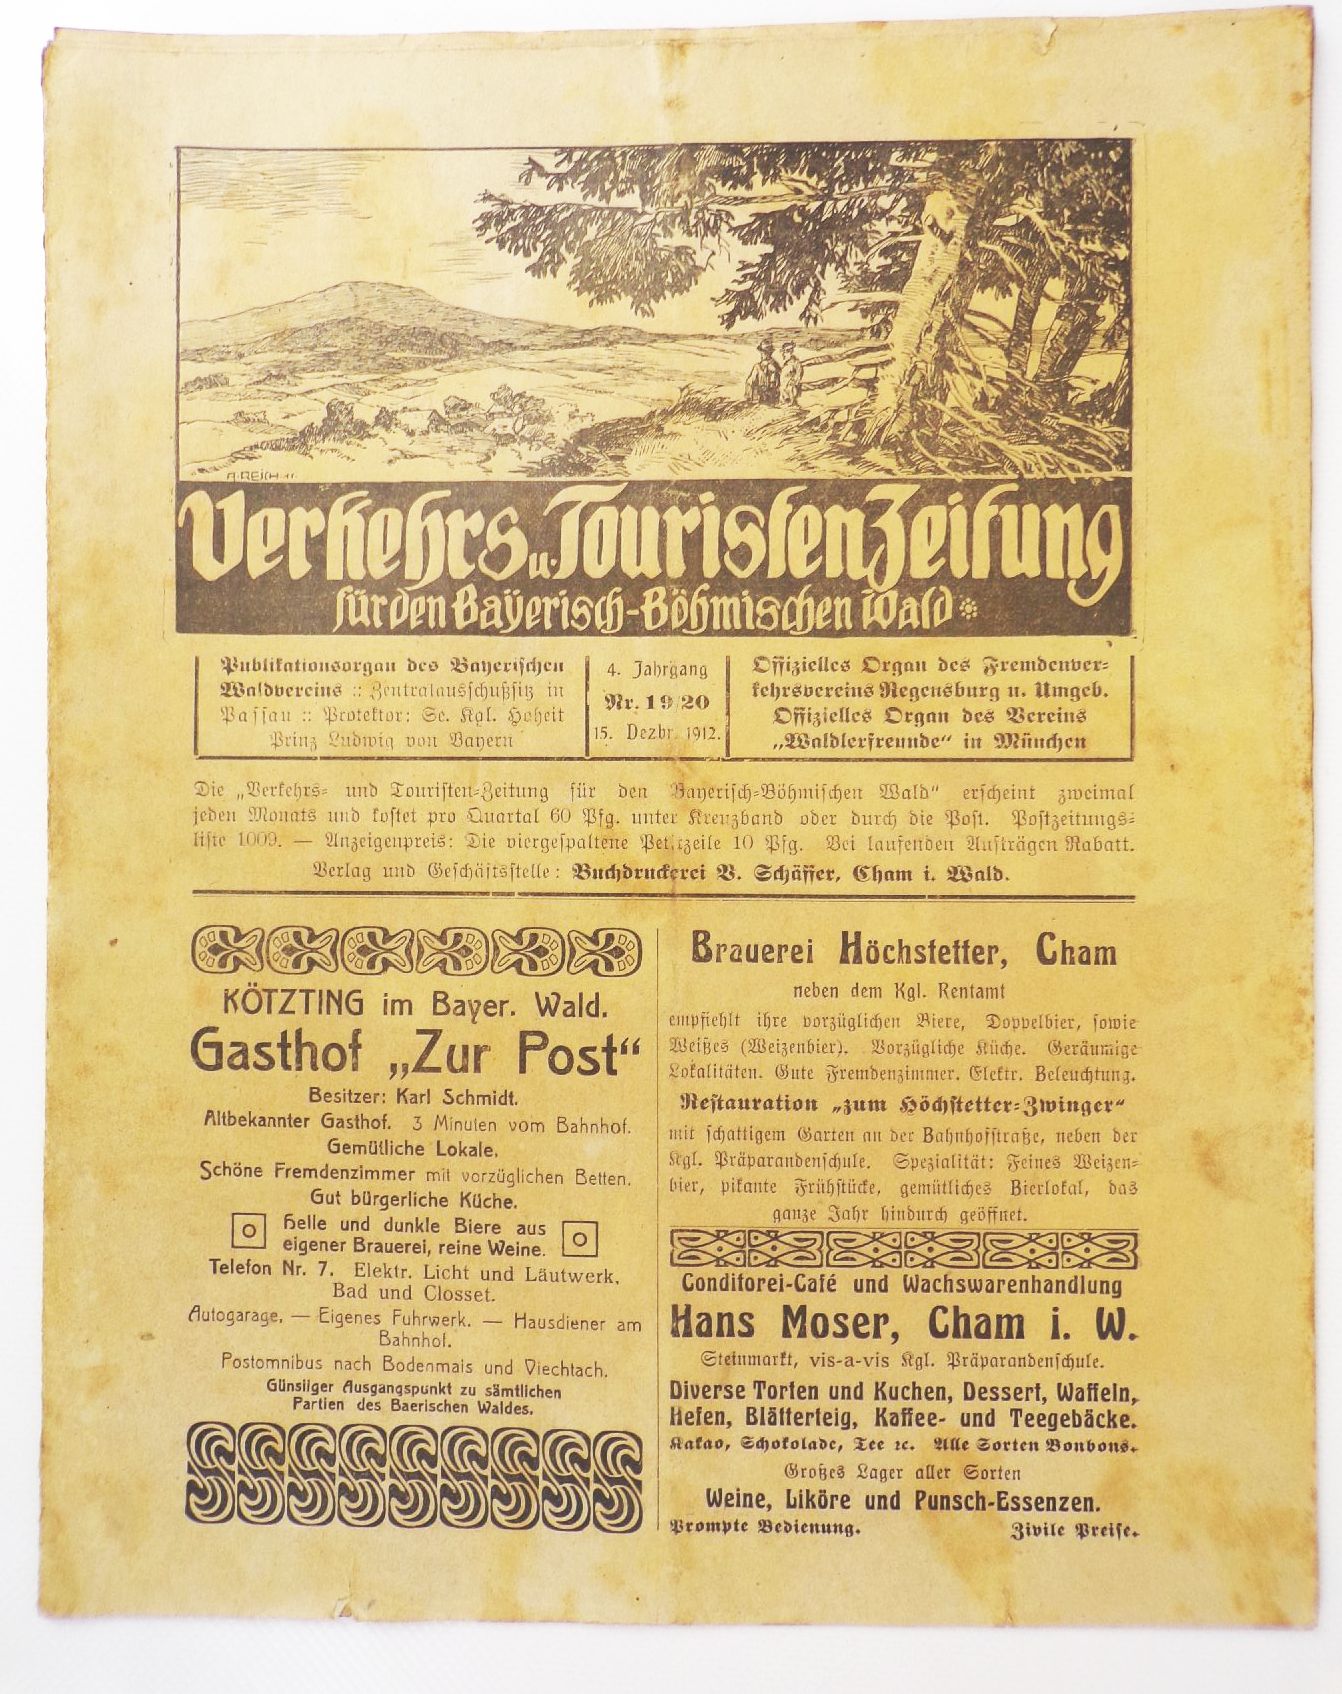 A·REICH·11·
Verkehrs u. Touristen Zeitung
für den Bayerisch-Böhmischen Wald
Publikationsorgan des Bayerischen
Waldvereins :: Zentralausschußsitz in
Passau :: Protektor: Se. Kgl. Hoheit
Prinz Ludwig von Bayern
4. Jahrgang
Nr. 19/20
15. Dezbr. 1912.
Offizielles Organ des Fremdenver-
kehrsvereins Regensburg u. Umgeb.
Offizielles Organ des Vereins
„Waldlerfreunde“ in München
Die „Verkehrs- und Touristen-Zeitung für den Bayerisch-Böhmischen Wald“ erscheint zweimal
jeden Monats und kostet pro Quartal 60 Pfg. unter Kreuzband oder durch die Post. Postzeitungs-
liste 1009. — Anzeigenpreis: Die viergespaltene Petitzeile 10 Pfg. Bei laufenden Aufträgen Rabatt.
Verlag und Geschäftsstelle: Buchdruckerei V. Schäffer, Cham i. Wald.
KÖTZTING im Bayer. Wald.
Gasthof „Zur Post“
Besitzer: Karl Schmidt.
Altbekannter Gasthof. 3 Minuten vom Bahnhof.
Gemütliche Lokale.
Schöne Fremdenzimmer mit vorzüglichen Betten.
Gut bürgerliche Küche.
Helle und dunkle Biere aus
eigener Brauerei, reine Weine.
Telefon Nr. 7. Elektr. Licht und Läutwerk.
Bad und Closset.
Autogarage. — Eigenes Fuhrwerk. — Hausdiener am
Bahnhof.
Postomnibus nach Bodenmais und Viechtach.
Günstiger Ausgangspunkt zu sämtlichen
Partien des Baerischen Waldes.
Brauerei Höchstetter, Cham
neben dem Kgl. Rentamt
empfiehlt ihre vorzüglichen Biere, Doppelbier, sowie
Weißes (Weizenbier). Vorzügliche Küche. Geräumige
Lokalitäten. Gute Fremdenzimmer. Elektr. Beleuchtung.
Restauration „zum Höchstetter-Zwinger“
mit schattigem Garten an der Bahnhofstraße, neben der
Kgl. Präparandenschule. Spezialität: Feines Weizen-
bier, pikante Frühstücke, gemütliches Bierlokal, das
ganze Jahr hindurch geöffnet.
Conditorei-Café und Wachswarenhandlung
Hans Moser, Cham i. W.
Steinmarkt, vis-a-vis Kgl. Präparandenschule.
Diverse Torten und Kuchen, Dessert, Waffeln,
Hefen, Blätterteig, Kaffee- und Teegebäcke.
Kakao, Schokolade, Tee ꝛc. Alle Sorten Bonbons.
Großes Lager aller Sorten
Weine, Liköre und Punsch-Essenzen.
Prompte Bedienung. Zivile Preise.